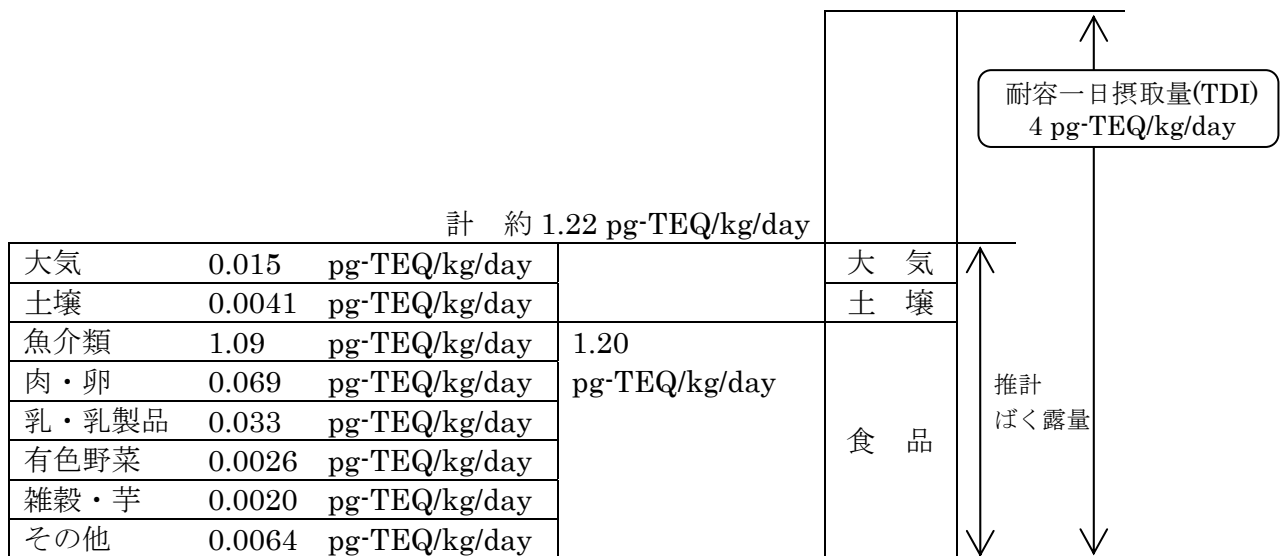 耐容一日摂取量(TDI)
4 pg-TEQ/kg/day
計 約 1.22 pg-TEQ/kg/day
大気 0.015 pg-TEQ/kg/day 大 気
土壌 0.0041 pg-TEQ/kg/day 土 壌
魚介類 1.09 pg-TEQ/kg/day 1.20
肉・卵 0.069 pg-TEQ/kg/day pg-TEQ/kg/day 推計
乳・乳製品 0.033 pg-TEQ/kg/day ばく露量
有色野菜 0.0026 pg-TEQ/kg/day 食 品
雑穀・芋 0.0020 pg-TEQ/kg/day
その他 0.0064 pg-TEQ/kg/day